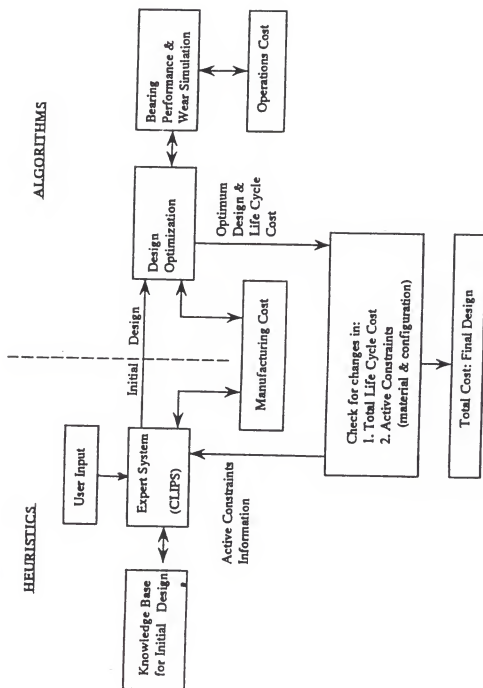 HEURISTICS
ALGORITHMS
User Input
Knowledge Base
for Initial Design
Expert System
(CLIPS)
Initial Design
Design
Optimization
Bearing
Performance &
Wear Simulation
Operations Cost
Manufacturing Cost
Optimum
Design &
Life Cycle
Cost
Active Constraints
Information
Check for changes in:
1. Total Life Cycle Cost
2. Active Constraints
(material & configuration)
Total Cost: Final Design